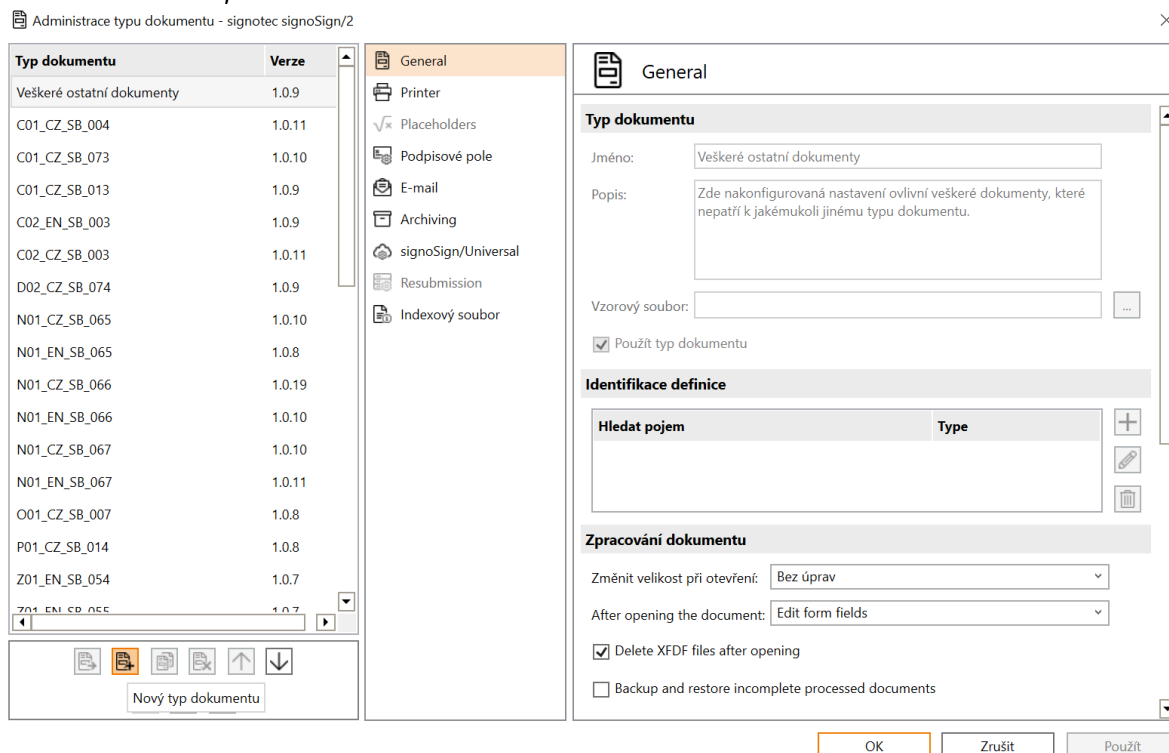 Administrace typu dokumentu - signotec signoSign/2
Typ dokumentu Verze
Veškeré ostatní dokumenty 1.0.9
C01_CZ_SB_004 1.0.11
C01_CZ_SB_073 1.0.10
C01_CZ_SB_013 1.0.9
C02_EN_SB_003 1.0.9
C02_CZ_SB_003 1.0.11
D02_CZ_SB_074 1.0.9
N01_CZ_SB_065 1.0.10
N01_EN_SB_065 1.0.8
N01_CZ_SB_066 1.0.19
N01_EN_SB_066 1.0.10
N01_CZ_SB_067 1.0.10
N01_EN_SB_067 1.0.11
O01_CZ_SB_007 1.0.8
P01_CZ_SB_014 1.0.8
Z01_EN_SB_054 1.0.7
Z01_EN_SB_055 1.0.7
Nový typ dokumentu
General
Printer
Placeholders
Podpisové pole
E-mail
Archiving
signoSign/Universal
Resubmission
Indexový soubor
General
Typ dokumentu
Jméno: Veškeré ostatní dokumenty
Popis: Zde nakonfigurovaná nastavení ovlivní veškeré dokumenty, které
nepatří k jakémukoli jinému typu dokumentu.
Vzorový soubor: ...
Použít typ dokumentu
Identifikace definice
Hledat pojem Type
Zpracování dokumentu
Změnit velikost při otevření: Bez úprav
After opening the document: Edit form fields
Delete XFDF files after opening
Backup and restore incomplete processed documents
OK Zrušit Použít